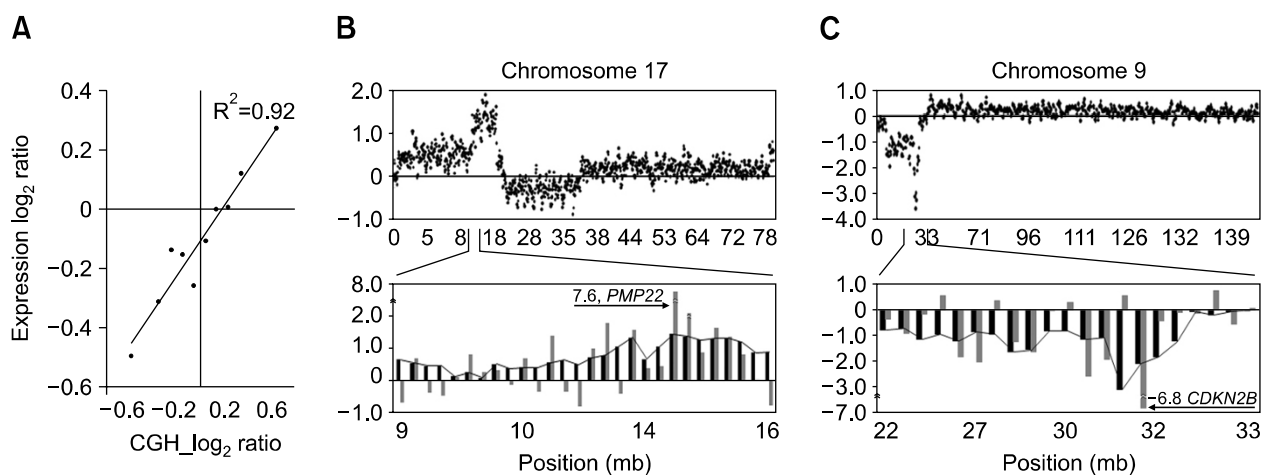 A
B
C
Expression log2 ratio
0.4
0.2
0
−0.2
−0.4
−0.6
R2=0.92
−0.6 −0.2 0.2 0.6
CGH_log2 ratio
Chromosome 17
2.0
1.0
0
−1.0
0 5 8 18 28 35 38 44 53 64 72 78
8.0
2.0
1.0
0
−1.0
7.6, PMP22
9 10 14 16
Position (mb)
Chromosome 9
1.0
0
−1.0
−2.0
−3.0
−4.0
0 33 71 96 111 126 132 139
1.0
0
−1.0
−2.0
−3.0
−7.0
−6.8 CDKN2B
22 27 30 32 33
Position (mb)